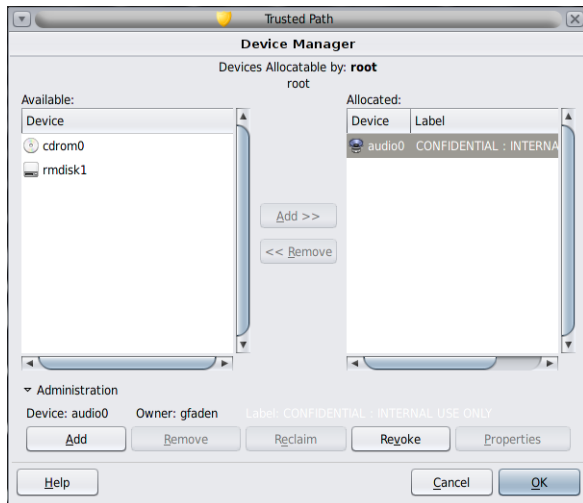 Trusted Path
Device Manager
Devices Allocatable by: root
root
Available:
Device
cdrom0
rmdisk1
Add >>
<< Remove
Allocated:
Device Label
audio0 CONFIDENTIAL : INTERNA
Administration
Device: audio0 Owner: gfaden Label: CONFIDENTIAL : INTERNAL USE ONLY
Add Remove Reclaim Revoke Properties
Help Cancel OK